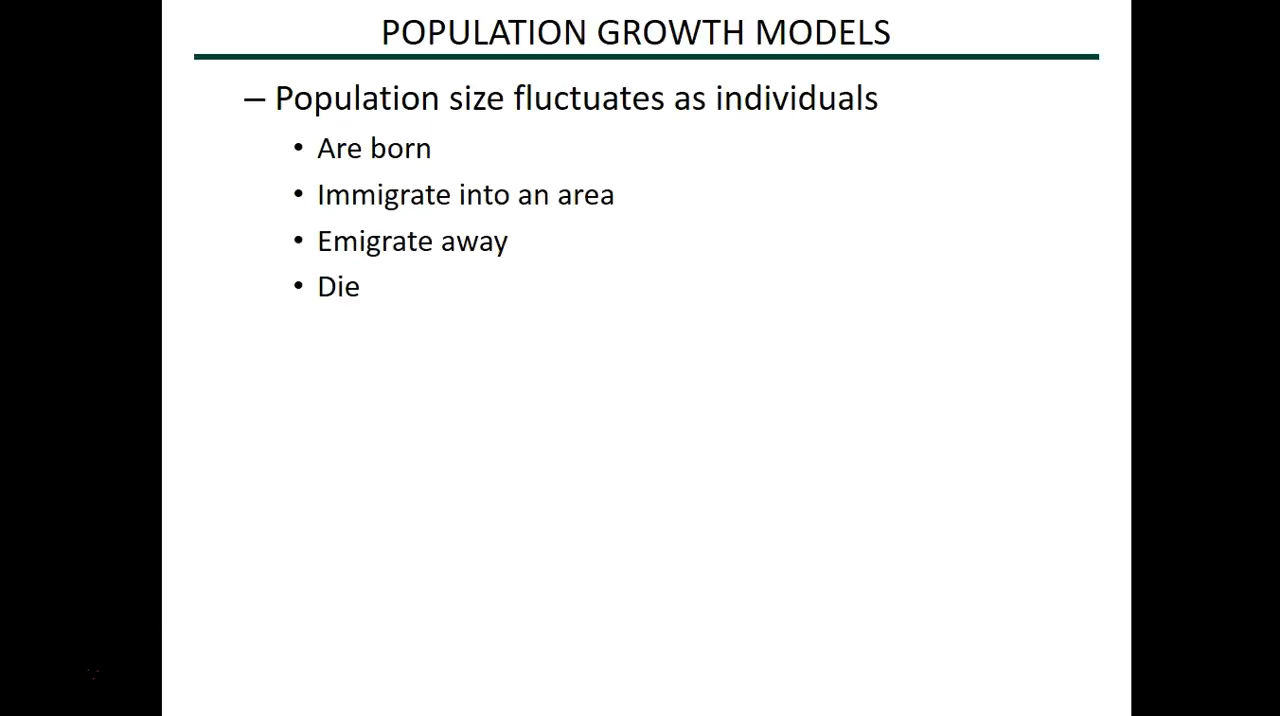 POPULATION GROWTH MODELS
– Population size fluctuates as individuals
• Are born
• Immigrate into an area
• Emigrate away
• Die